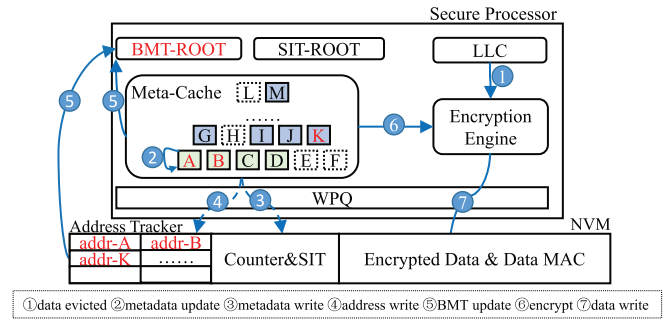 Secure Processor
BMT-ROOT SIT-ROOT LLC
Meta-Cache L M
①
......
G H I J K
⑤ ⑤ ⑥ Encryption Engine
② A B C D E F
WPQ
④ ③ ⑦
Address Tracker NVM
addr-A addr-B
addr-K ......
Counter&SIT Encrypted Data & Data MAC
①data evicted ②metadata update ③metadata write ④address write ⑤BMT update ⑥encrypt ⑦data write